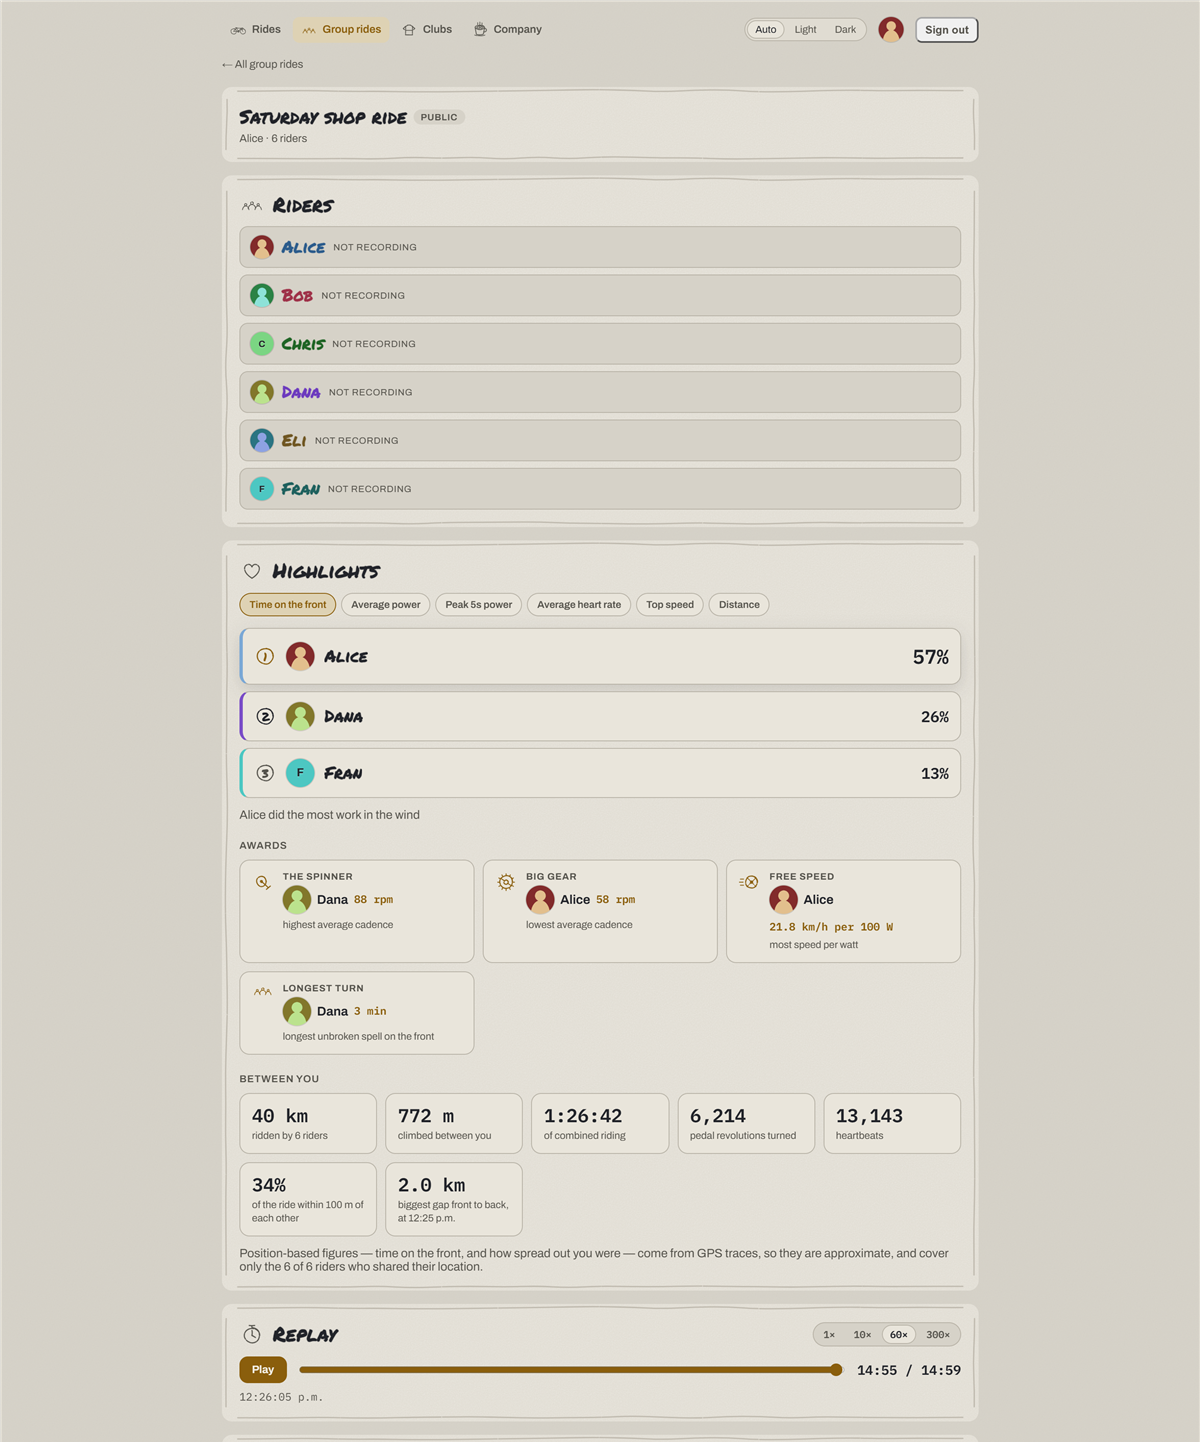 Rides Group rides Clubs Company Auto Light Dark Sign out
← All group rides
Saturday shop ride PUBLIC
Alice · 6 riders
Riders
Alice NOT RECORDING
Bob NOT RECORDING
C Chris NOT RECORDING
Dana NOT RECORDING
Eli NOT RECORDING
F Fran NOT RECORDING
Highlights
Time on the front Average power Peak 5s power Average heart rate Top speed Distance
1 Alice 57%
2 Dana 26%
3 F Fran 13%
Alice did the most work in the wind
AWARDS
THE SPINNER
Dana 88 rpm
highest average cadence
BIG GEAR
Alice 58 rpm
lowest average cadence
FREE SPEED
Alice
21.8 km/h per 100 W
most speed per watt
LONGEST TURN
Dana 3 min
longest unbroken spell on the front
BETWEEN YOU
40 km
ridden by 6 riders
772 m
climbed between you
1:26:42
of combined riding
6,214
pedal revolutions turned
13,143
heartbeats
34%
of the ride within 100 m of
each other
2.0 km
biggest gap front to back,
at 12:25 p.m.
Position-based figures — time on the front, and how spread out you were — come from GPS traces, so they are approximate, and cover
only the 6 of 6 riders who shared their location.
Replay 1× 10× 60× 300×
Play 14:55 / 14:59
12:26:05 p.m.